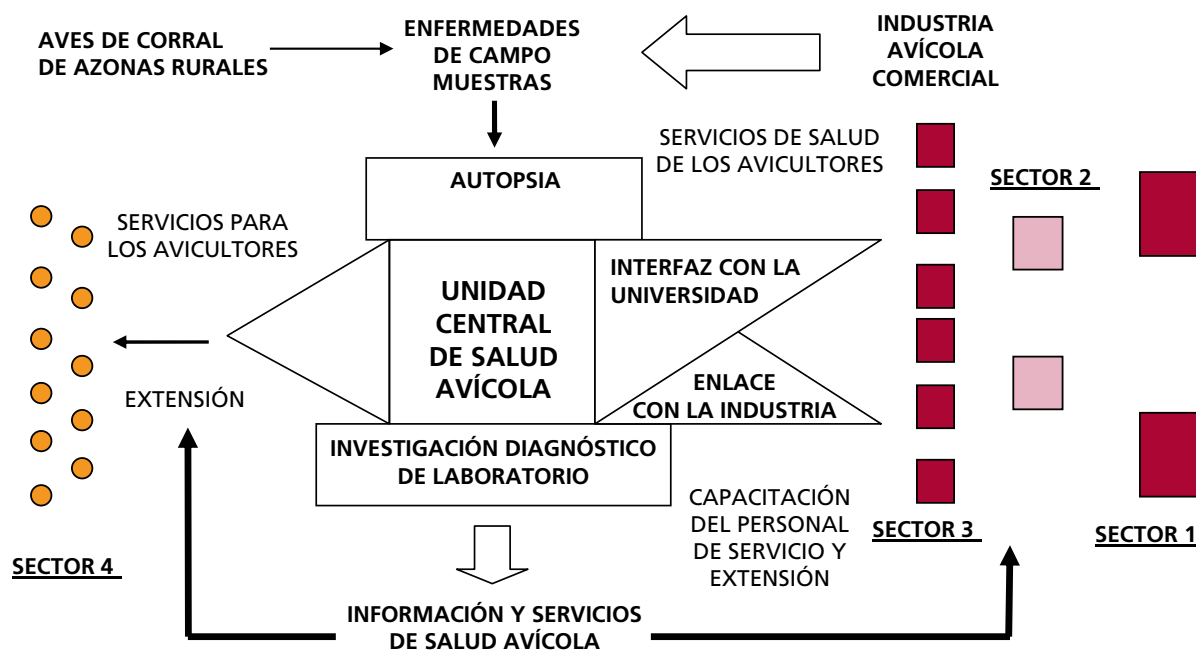 AVES DE CORRAL
DE AZONAS RURALES
ENFERMEDADES
DE CAMPO
MUESTRAS
INDUSTRIA
AVÍCOLA
COMERCIAL
SERVICIOS DE SALUD
DE LOS AVICULTORES
AUTOPSIA
SECTOR 2
SERVICIOS PARA
LOS AVICULTORES
INTERFAZ CON LA
UNIVERSIDAD
UNIDAD
CENTRAL
DE SALUD
AVÍCOLA
ENLACE
CON LA INDUSTRIA
EXTENSIÓN
INVESTIGACIÓN DIAGNÓSTICO
DE LABORATORIO
CAPACITACIÓN
DEL PERSONAL
DE SERVICIO Y
EXTENSIÓN
SECTOR 3
SECTOR 1
SECTOR 4
INFORMACIÓN Y SERVICIOS
DE SALUD AVÍCOLA